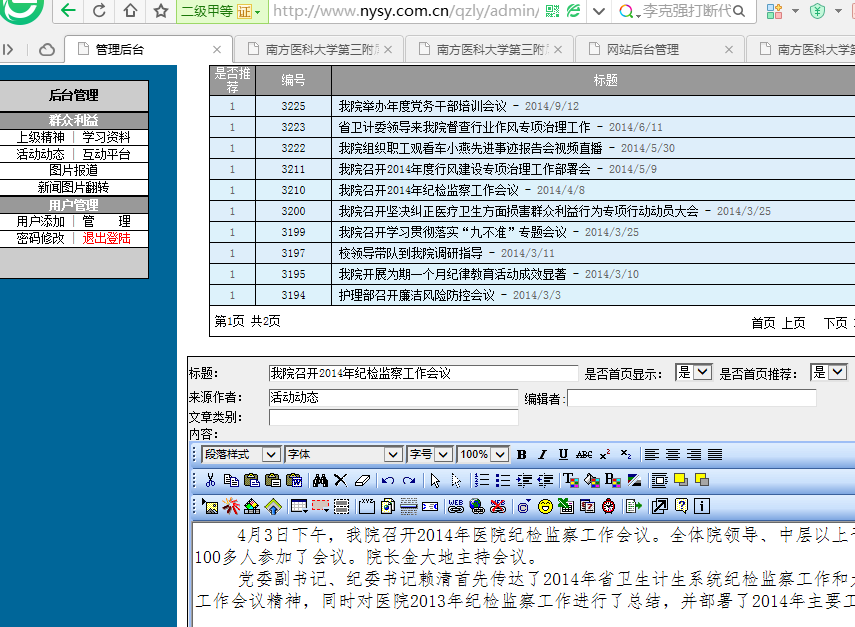 二级甲等 证 http://www.nysy.com.cn/qzly/admin/ 李克强打断代
管理后台 × 南方医科大学第三附 × 南方医科大学第三附 × 网站后台管理 × 南方医科大学第三
后台管理
群众利益
上级精神 | 学习资料
活动动态 | 互动平台
图片报道
新闻图片翻转
用户管理
用户添加 | 管 理
密码修改 | 退出登陆
是否推荐 编号 标题
1 3225 我院举办年度党务干部培训会议 - 2014/9/12
1 3223 省卫计委领导来我院督查行业作风专项治理工作 - 2014/6/11
1 3222 我院组织职工观看车小燕先进事迹报告会视频直播 - 2014/5/30
1 3211 我院召开2014年度行风建设专项治理工作部署会 - 2014/5/9
1 3210 我院召开2014年纪检监察工作会议 - 2014/4/8
1 3200 我院召开坚决纠正医疗卫生方面损害群众利益行为专项行动动员大会 - 2014/3/25
1 3199 我院召开学习贯彻落实“九不准”专题会议 - 2014/3/25
1 3197 校领导带队到我院调研指导 - 2014/3/11
1 3195 我院开展为期一个月纪律教育活动成效显著 - 2014/3/10
1 3194 护理部召开廉洁风险防控会议 - 2014/3/3
第1页 共2页 首页 上页 下页
标题： 我院召开2014年纪检监察工作会议 是否首页显示： 是 是否首页推荐： 是
来源作者： 活动动态 编辑者：
文章类别：
内容：
段落样式 字体 字号 100% B I U ABC x² x₂
4月3日下午，我院召开2014年医院纪检监察工作会议。全体院领导、中层以上
100多人参加了会议。院长金大地主持会议。
党委副书记、纪委书记赖清首先传达了2014年省卫生计生系统纪检监察工作和
工作会议精神，同时对医院2013年纪检监察工作进行了总结，并部署了2014年主要工